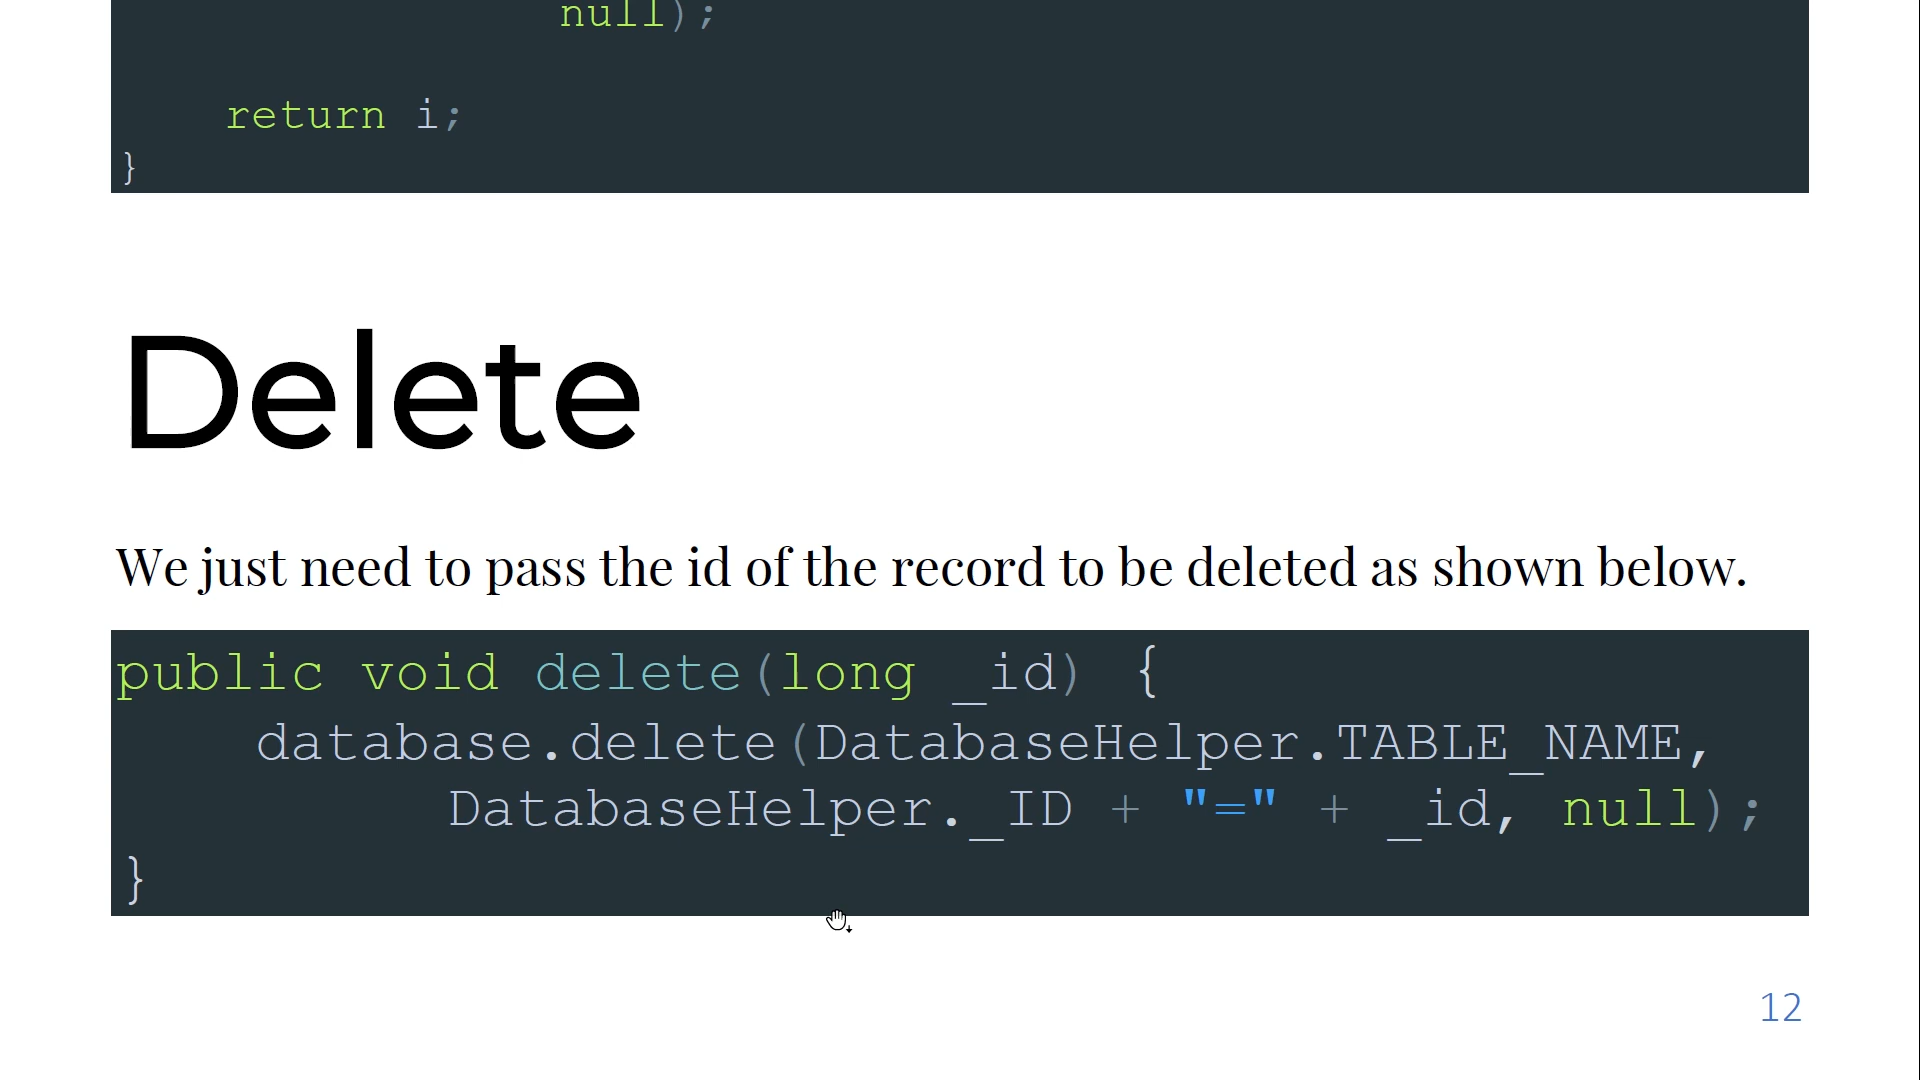 null);
return i;
}
Delete
We just need to pass the id of the record to be deleted as shown below.
public void delete(long _id) {
database.delete(DatabaseHelper.TABLE_NAME,
DatabaseHelper._ID + "=" + _id, null);
}
12